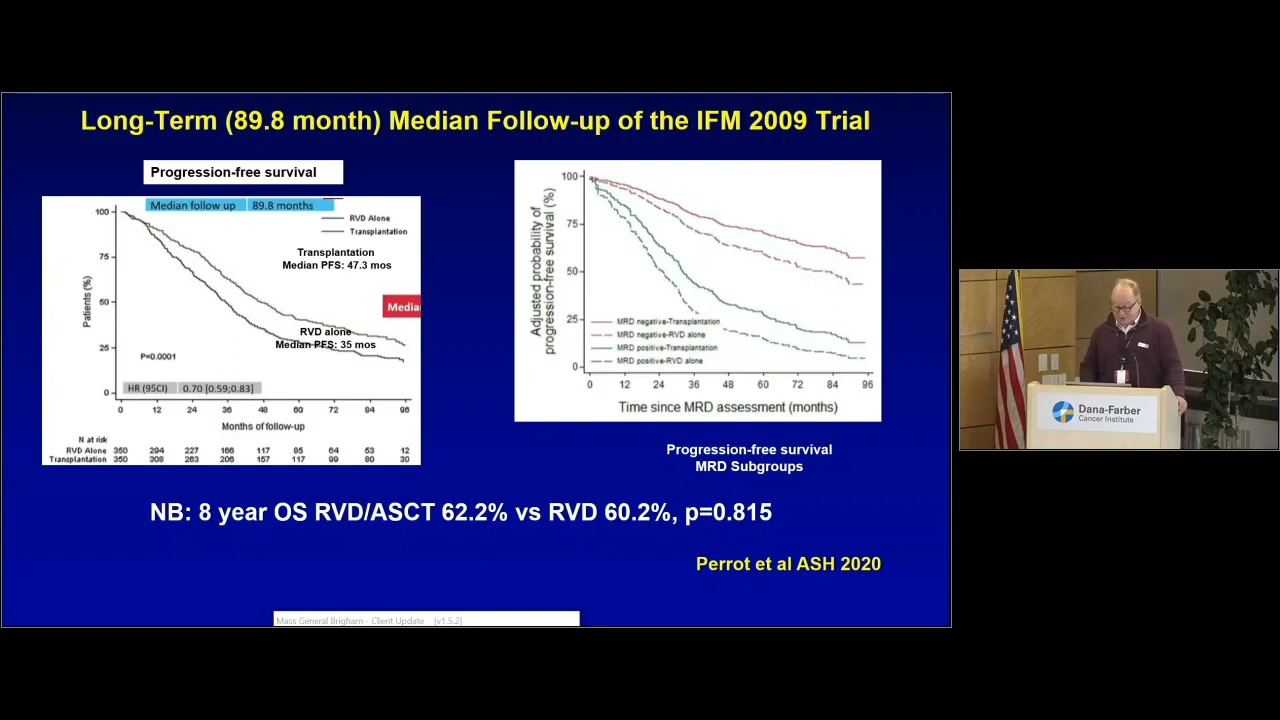 Long-Term (89.8 month) Median Follow-up of the IFM 2009 Trial
Progression-free survival
Median follow up 89.8 months
RVD Alone
Transplantation
Transplantation
Median PFS: 47.3 mos
Media
RVD alone
Median PFS: 35 mos
P=0.0001
HR (95CI) 0.70 [0.59;0.83]
Patients (%)
100
75
50
25
0
0 12 24 36 48 60 72 84 96
Months of follow-up
N at risk
RVD Alone 350 294 227 166 117 85 64 53 12
Transplantation 350 308 263 206 157 117 99 80 30
Adjusted probability of
progression-free survival (%)
100
75
50
25
0
MRD negative-Transplantation
MRD negative-RVD alone
MRD positive-Transplantation
MRD positive-RVD alone
0 12 24 36 48 60 72 84 96
Time since MRD assessment (months)
Progression-free survival
MRD Subgroups
NB: 8 year OS RVD/ASCT 62.2% vs RVD 60.2%, p=0.815
Perrot et al ASH 2020
Mass General Brigham - Client Update [v1.5.2]
Dana-Farber
Cancer Institute